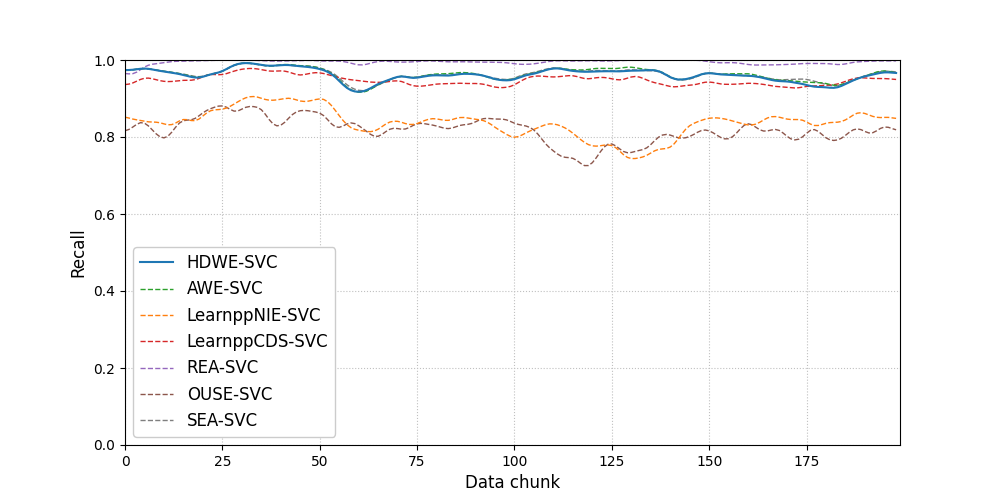 1.0
0.8
0.6
0.4
0.2
0.0
Recall
HDWE-SVC
AWE-SVC
LearnppNIE-SVC
LearnppCDS-SVC
REA-SVC
OUSE-SVC
SEA-SVC
0 25 50 75 100 125 150 175
Data chunk